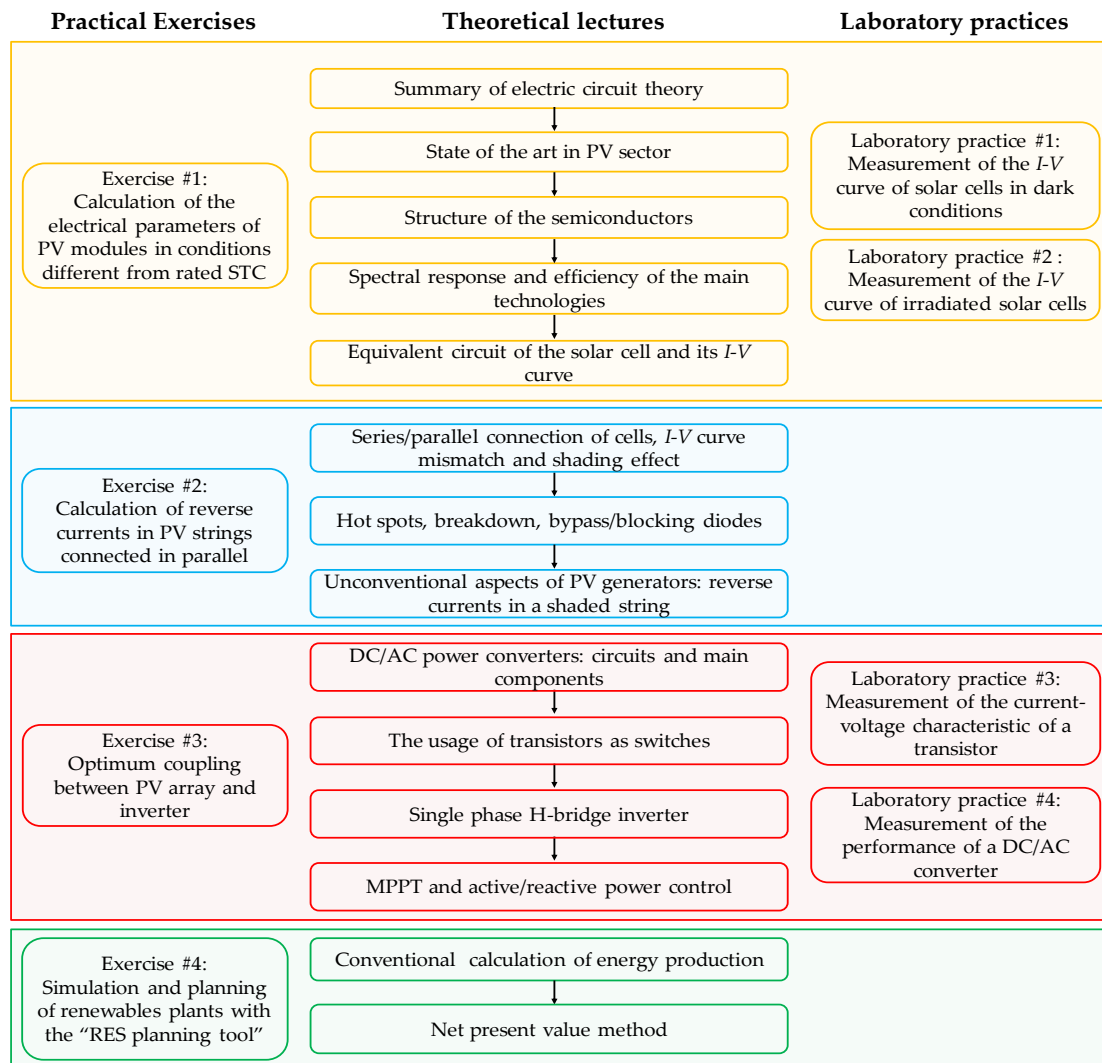 Practical Exercises
Theoretical lectures
Laboratory practices
Exercise #1:
Calculation of the
electrical parameters of
PV modules in conditions
different from rated STC
Summary of electric circuit theory
State of the art in PV sector
Structure of the semiconductors
Spectral response and efficiency of the main
technologies
Equivalent circuit of the solar cell and its I-V
curve
Laboratory practice #1:
Measurement of the I-V
curve of solar cells in dark
conditions
Laboratory practice #2 :
Measurement of the I-V
curve of irradiated solar cells
Exercise #2:
Calculation of reverse
currents in PV strings
connected in parallel
Series/parallel connection of cells, I-V curve
mismatch and shading effect
Hot spots, breakdown, bypass/blocking diodes
Unconventional aspects of PV generators: reverse
currents in a shaded string
Exercise #3:
Optimum coupling
between PV array and
inverter
DC/AC power converters: circuits and main
components
The usage of transistors as switches
Single phase H-bridge inverter
MPPT and active/reactive power control
Laboratory practice #3:
Measurement of the current-
voltage characteristic of a
transistor
Laboratory practice #4:
Measurement of the
performance of a DC/AC
converter
Exercise #4:
Simulation and planning
of renewables plants with
the “RES planning tool”
Conventional calculation of energy production
Net present value method